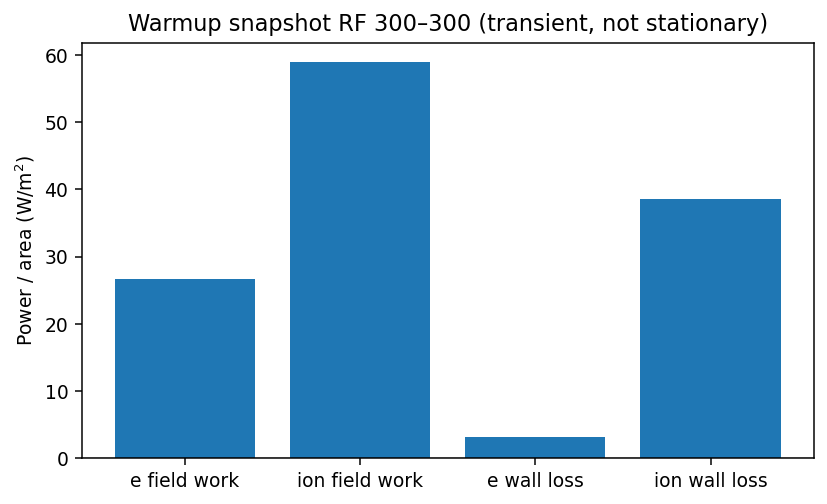 Warmup snapshot RF 300–300 (transient, not stationary)
Power / area (W/m²)
60
50
40
30
20
10
0
e field work ion field work e wall loss ion wall loss